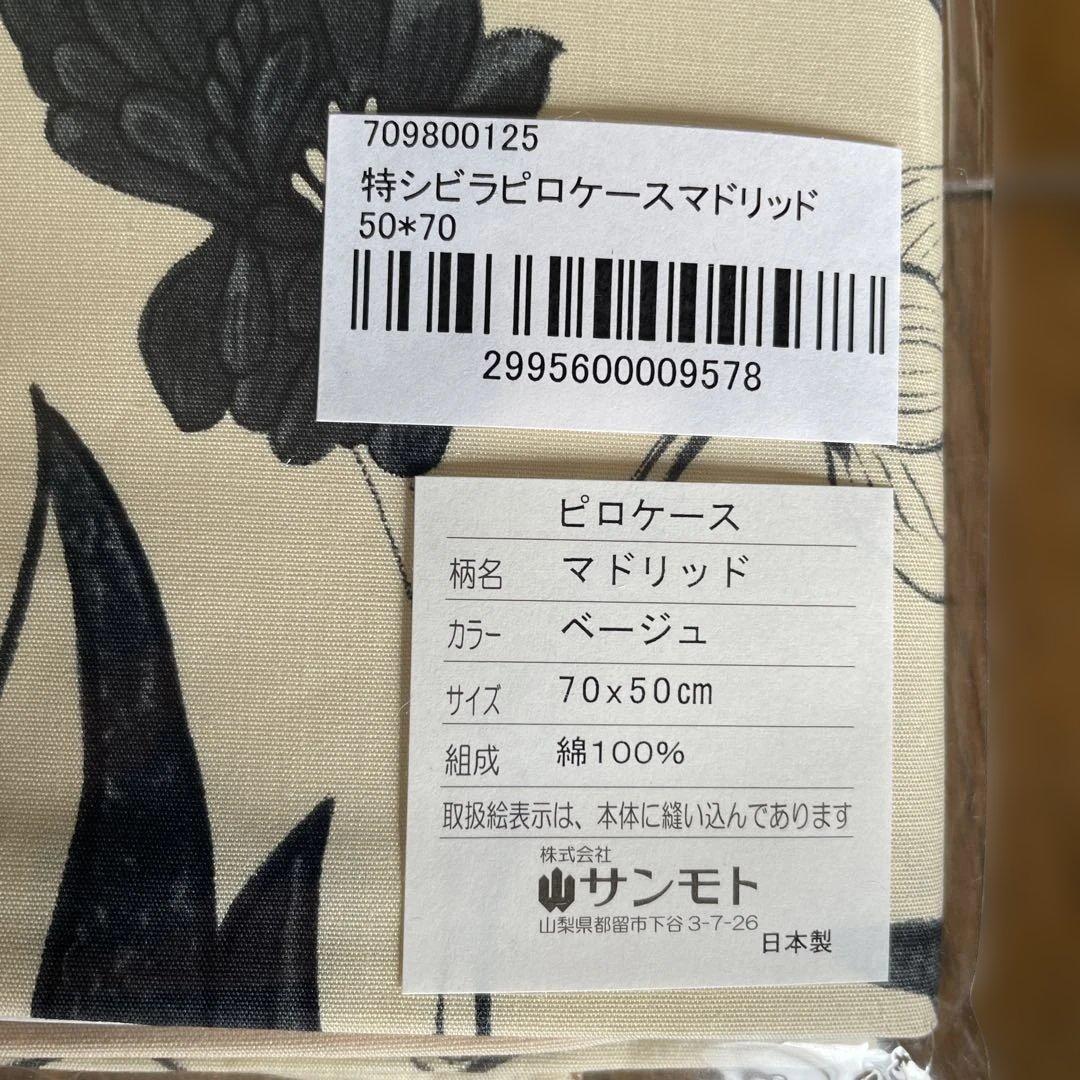 709800125
特シビラピロケースマドリッド
50*70
2995600009578
ピロケース
柄名 マドリッド
カラー ベージュ
サイズ 70x50cm
組成 綿100%
取扱絵表示は、本体に縫い込んであります
株式会社
サンモト
山梨県都留市下谷3-7-26
日本製